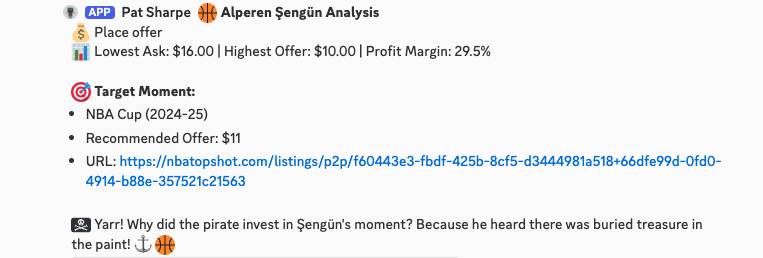 APP Pat Sharpe 🏀 Alperen Şengün Analysis
💰 Place offer
📊 Lowest Ask: $16.00 | Highest Offer: $10.00 | Profit Margin: 29.5%
🎯 Target Moment:
• NBA Cup (2024-25)
• Recommended Offer: $11
• URL: https://nbatopshot.com/listings/p2p/f60443e3-fbdf-425b-8cf5-d3444981a518+66dfe99d-0fd0-
4914-b88e-357521c21563
🏴‍☠️ Yarr! Why did the pirate invest in Şengün's moment? Because he heard there was buried treasure in
the paint! ⚓🏀